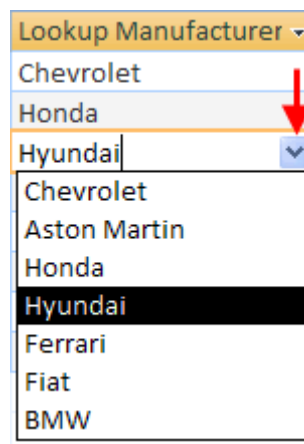 Lookup Manufacturer
Chevrolet
Honda
Hyundai
Chevrolet
Aston Martin
Honda
Hyundai
Ferrari
Fiat
BMW